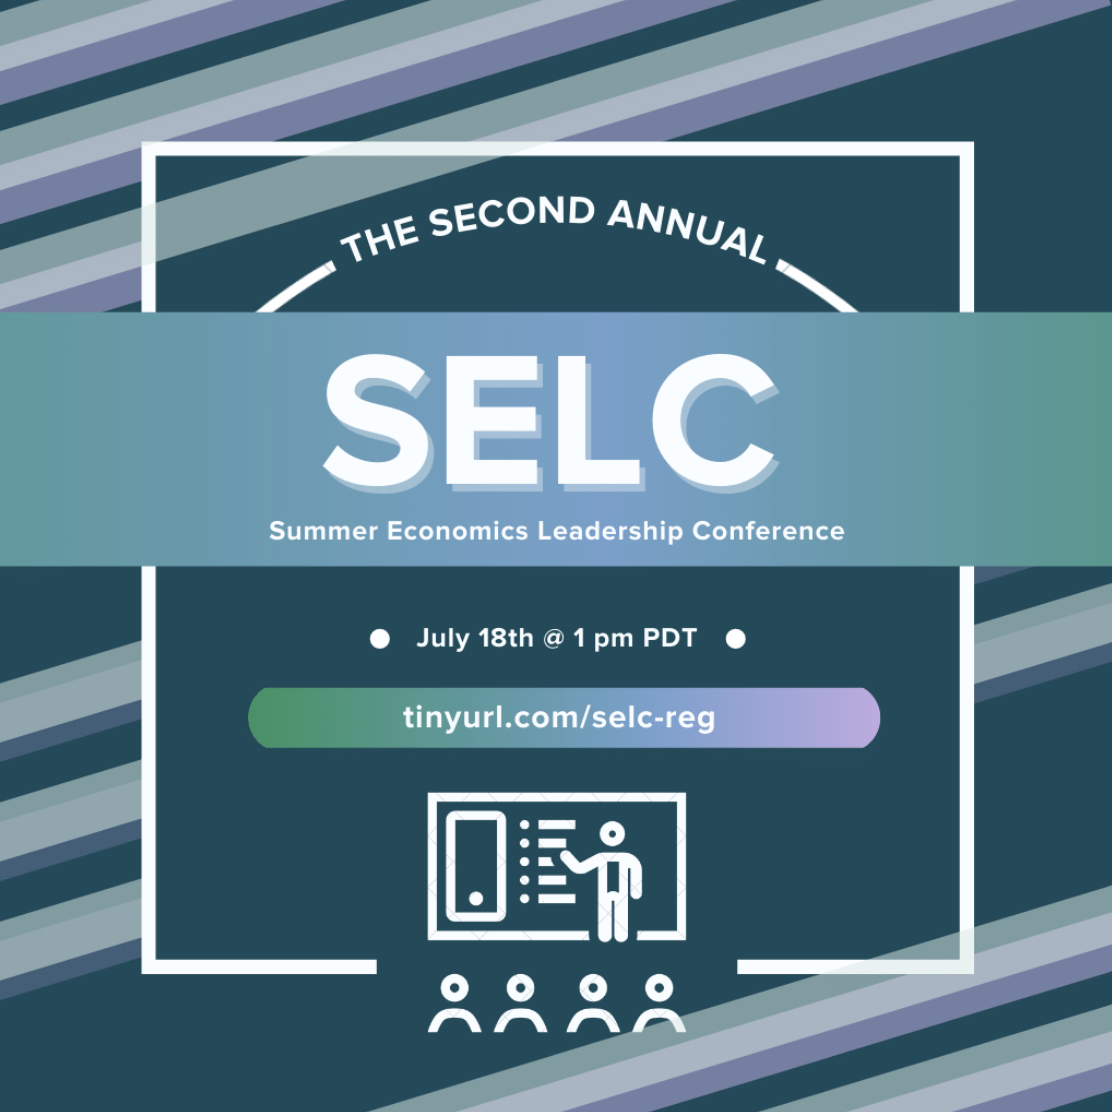 THE SECOND ANNUAL
SELC
Summer Economics Leadership Conference
July 18th @ 1 pm PDT
tinyurl.com/selc-reg